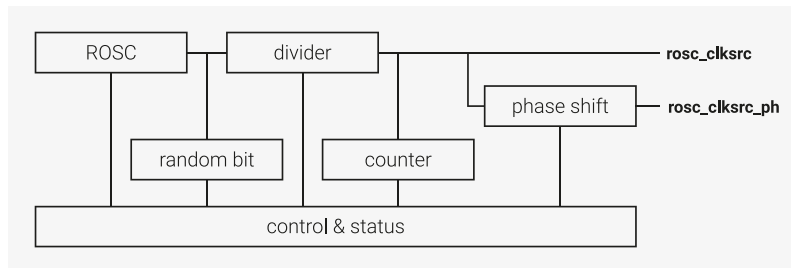 ROSC
divider
rosc_clksrc
phase shift
rosc_clksrc_ph
random bit
counter
control & status